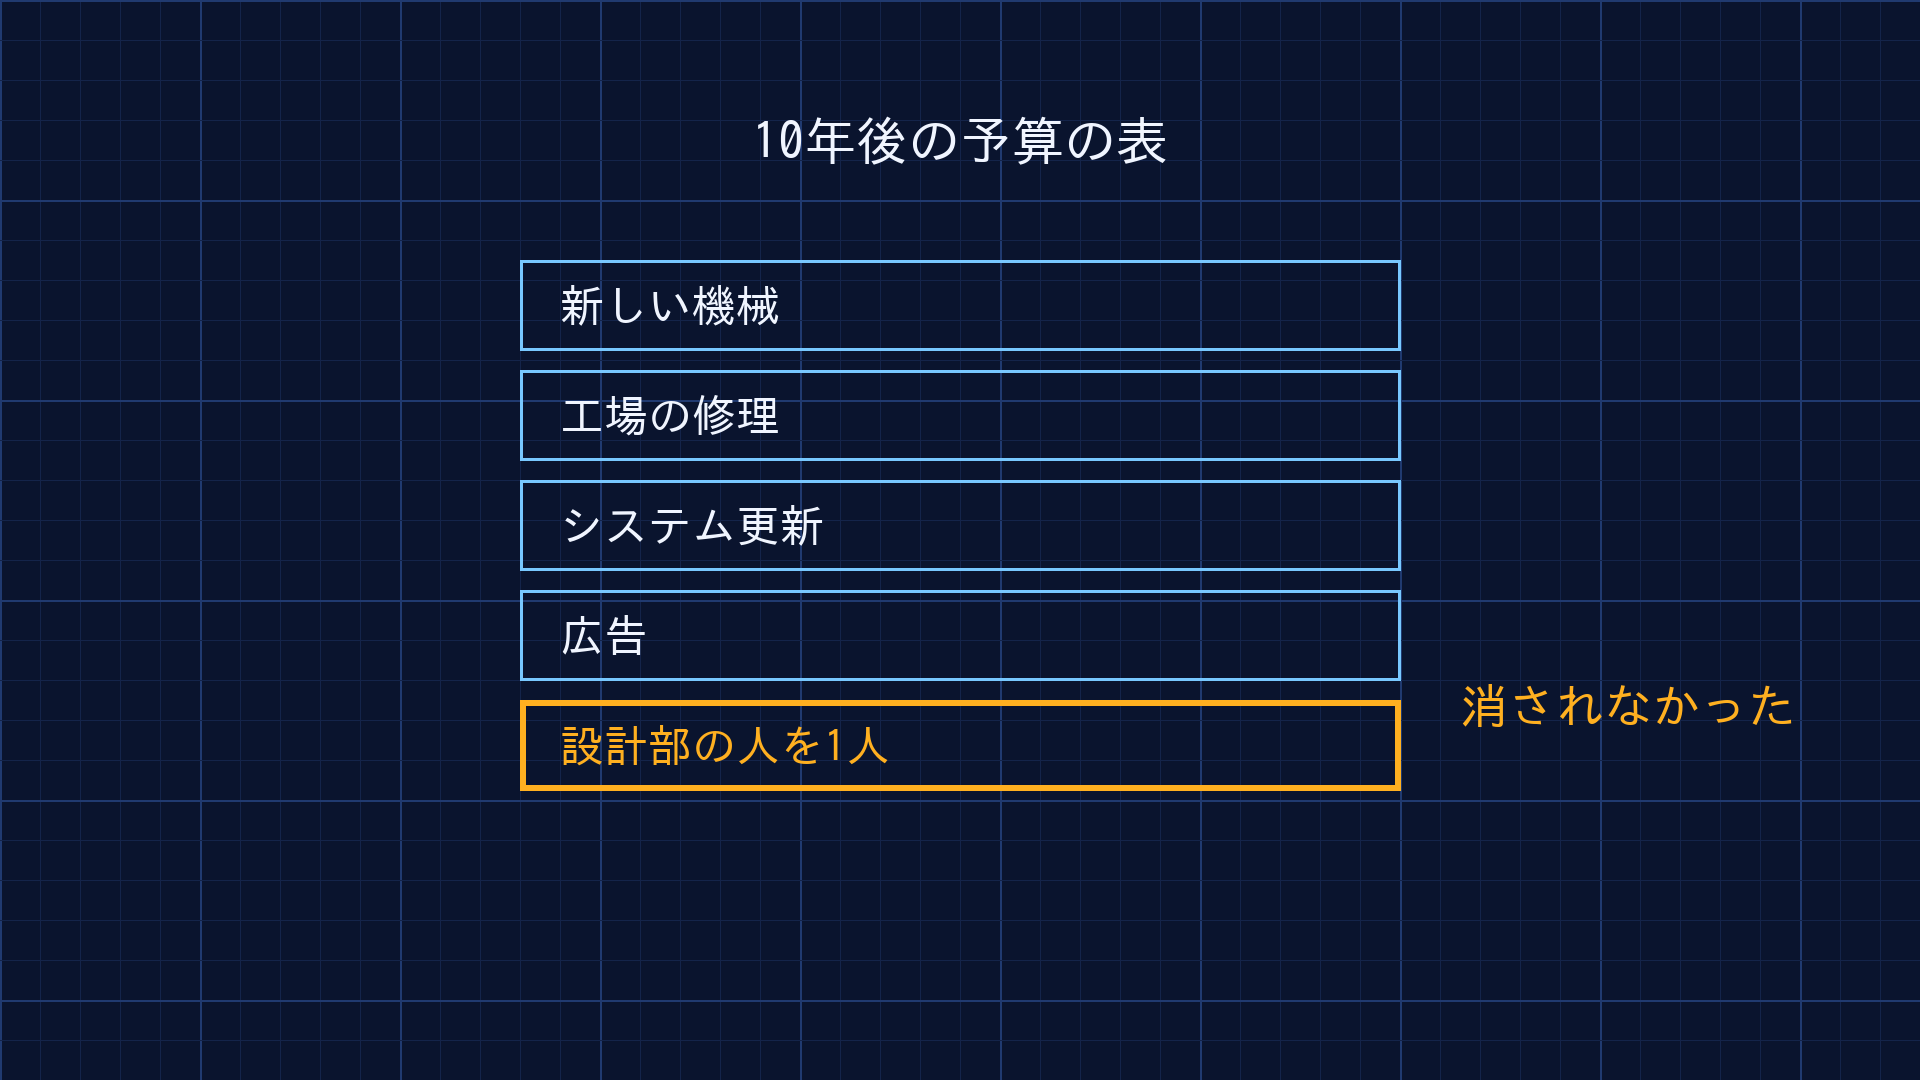 10年後の予算の表
新しい機械
工場の修理
システム更新
広告
消されなかった
設計部の人を1人